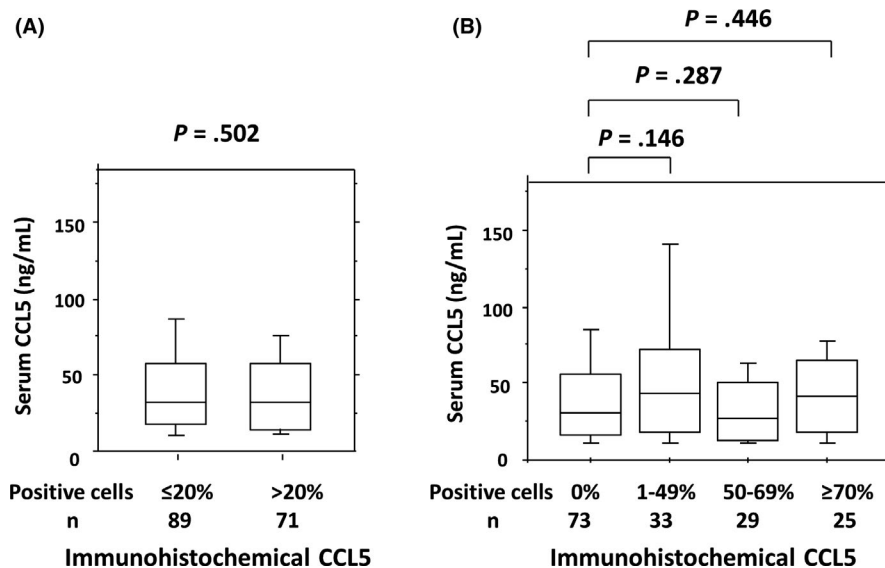 (A)
P = .502
Serum CCL5 (ng/mL)
150
100
50
0
Positive cells ≤20% >20%
n 89 71
Immunohistochemical CCL5
(B)
P = .446
P = .287
P = .146
Serum CCL5 (ng/mL)
150
100
50
0
Positive cells 0% 1-49% 50-69% ≥70%
n 73 33 29 25
Immunohistochemical CCL5